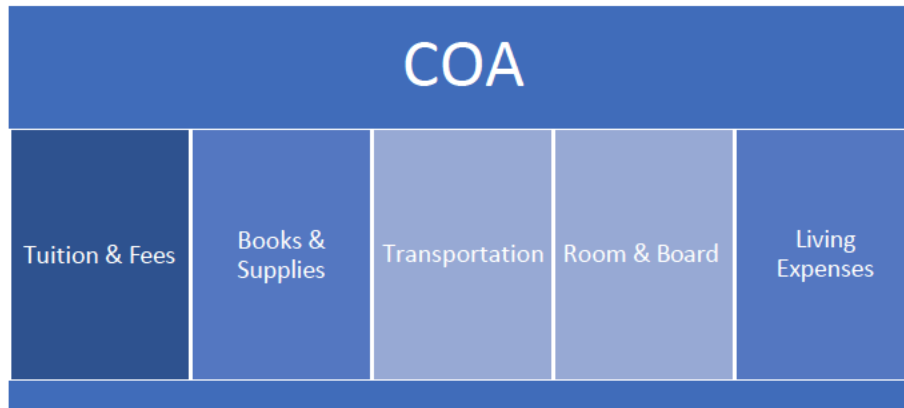 COA
Tuition & Fees
Books &
Supplies
Transportation
Room & Board
Living
Expenses